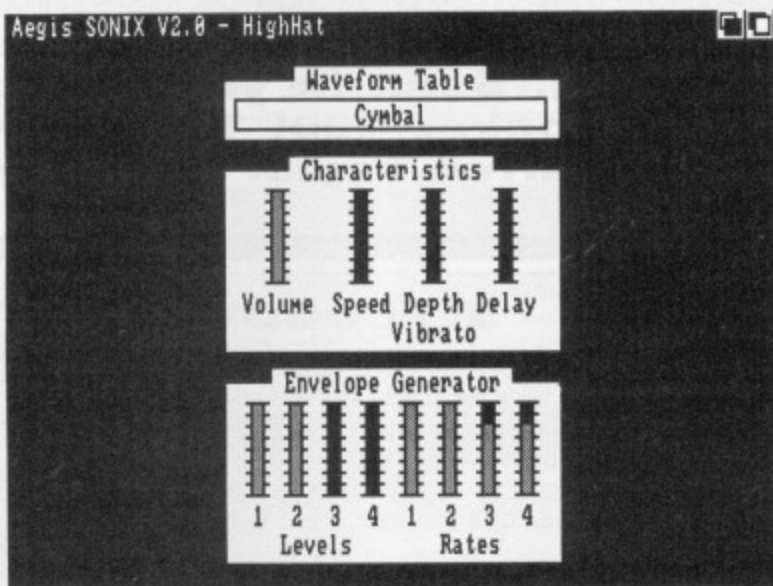 Aegis SONIX V2.0 - HighHat
Waveform Table
Cymbal
Characteristics
Volume Speed Depth Delay
Vibrato
Envelope Generator
1 2 3 4 1 2 3 4
Levels Rates